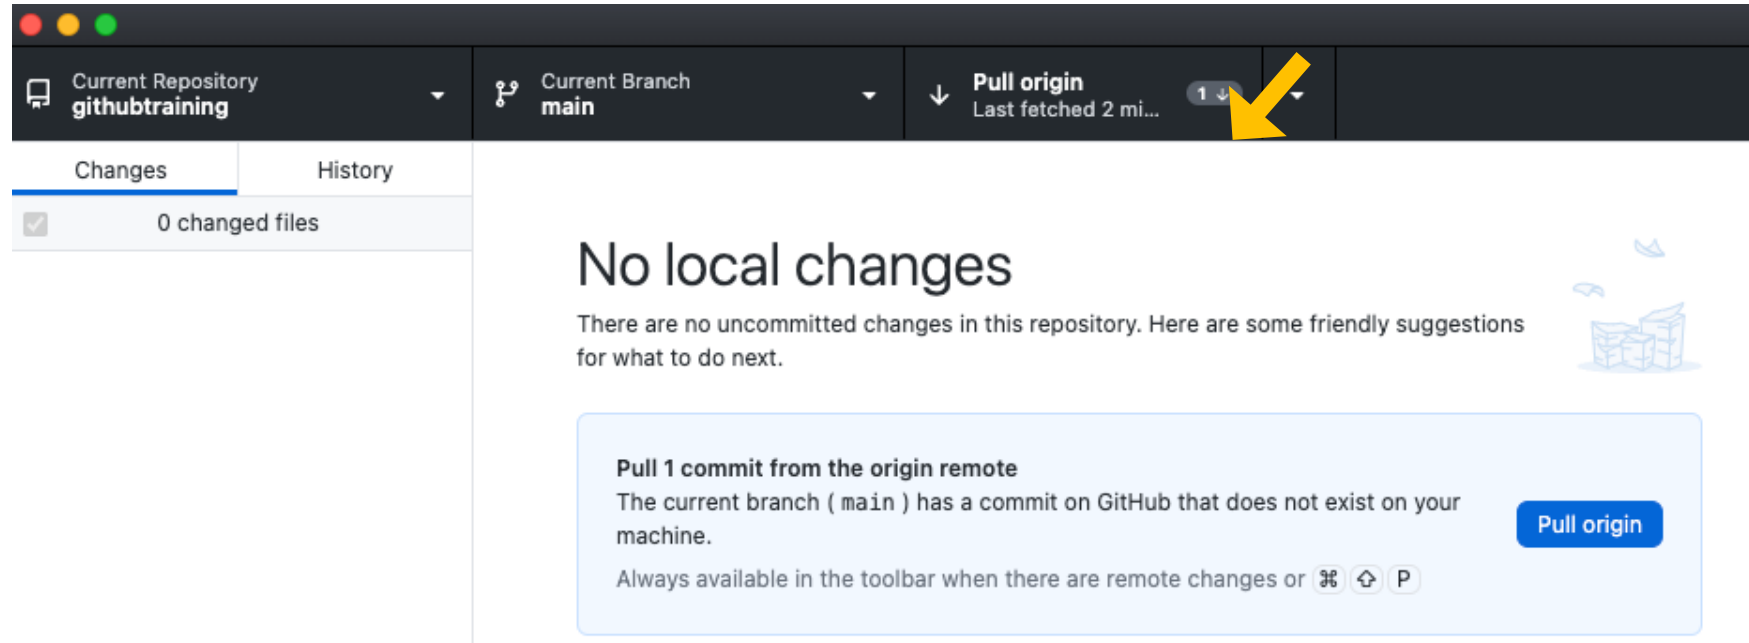 Current Repository
githubtraining
Current Branch
main
Pull origin
Last fetched 2 mi...
1 ↓
Changes
History
0 changed files
No local changes
There are no uncommitted changes in this repository. Here are some friendly suggestions
for what to do next.
Pull 1 commit from the origin remote
The current branch ( main ) has a commit on GitHub that does not exist on your
machine.
Pull origin
Always available in the toolbar when there are remote changes or ⌘ ⇧ P